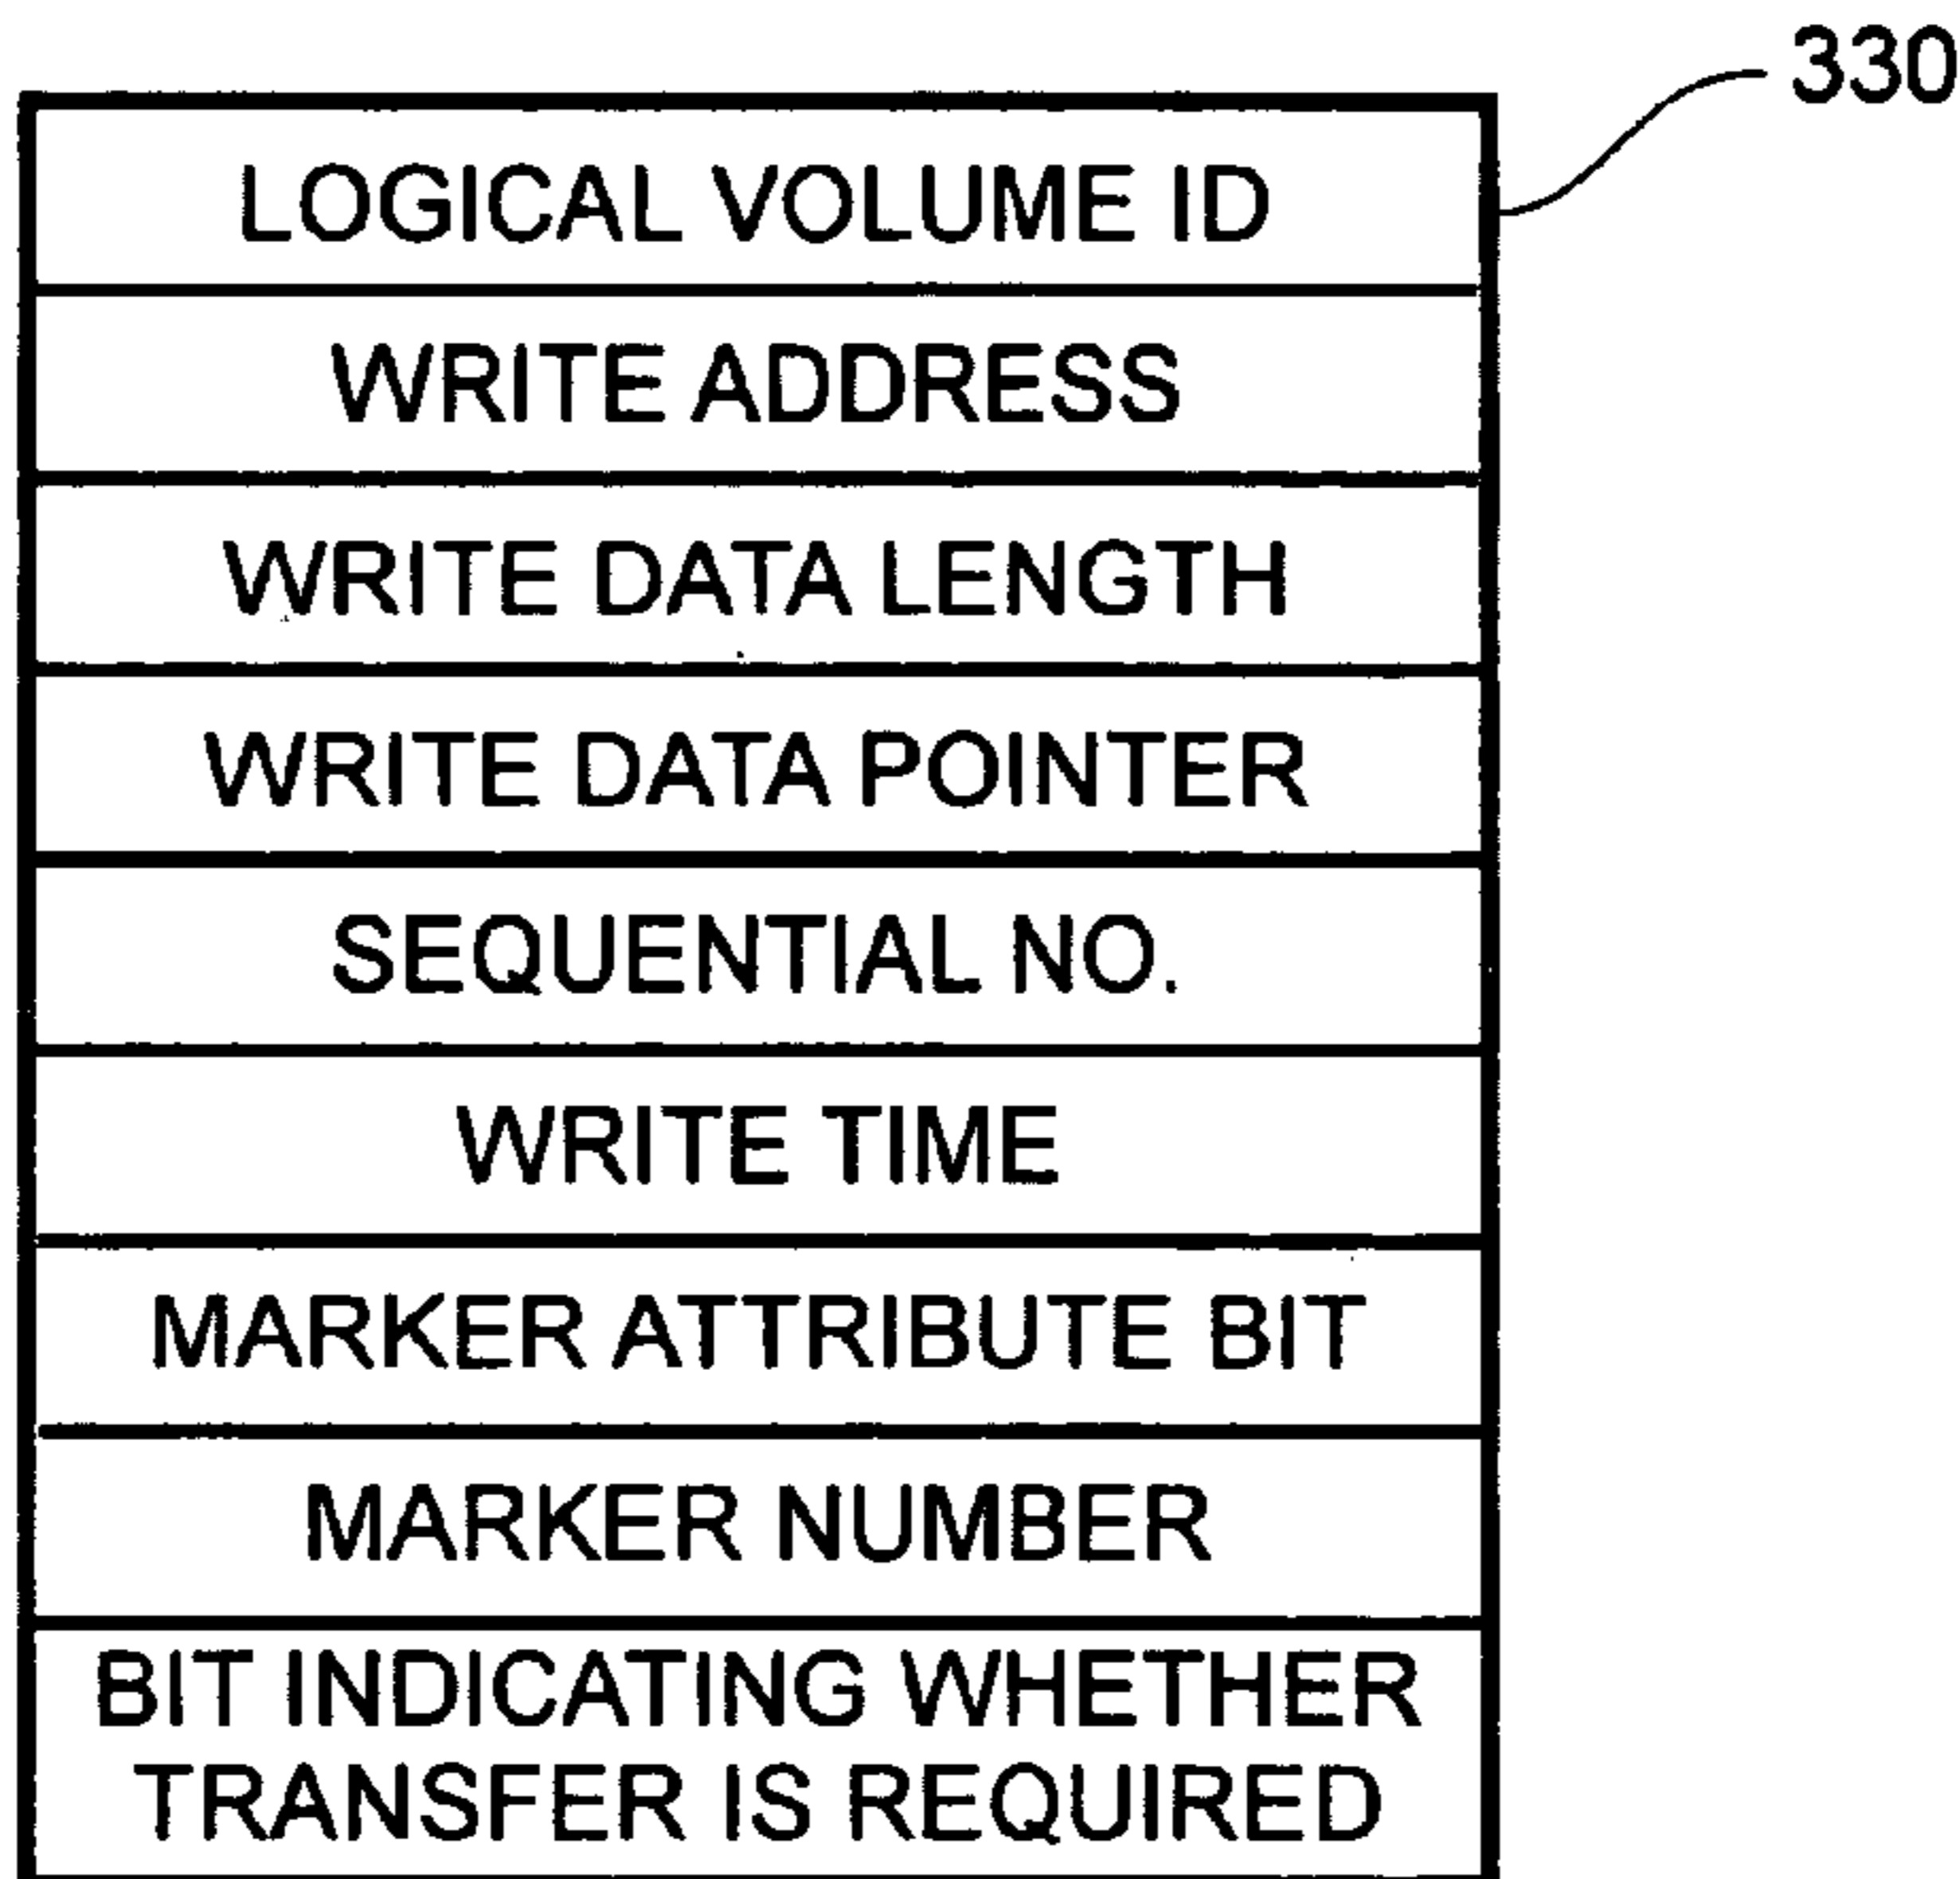 330
LOGICAL VOLUME ID
WRITE ADDRESS
WRITE DATA LENGTH
WRITE DATA POINTER
SEQUENTIAL NO.
WRITE TIME
MARKER ATTRIBUTE BIT
MARKER NUMBER
BIT INDICATING WHETHER
TRANSFER IS REQUIRED